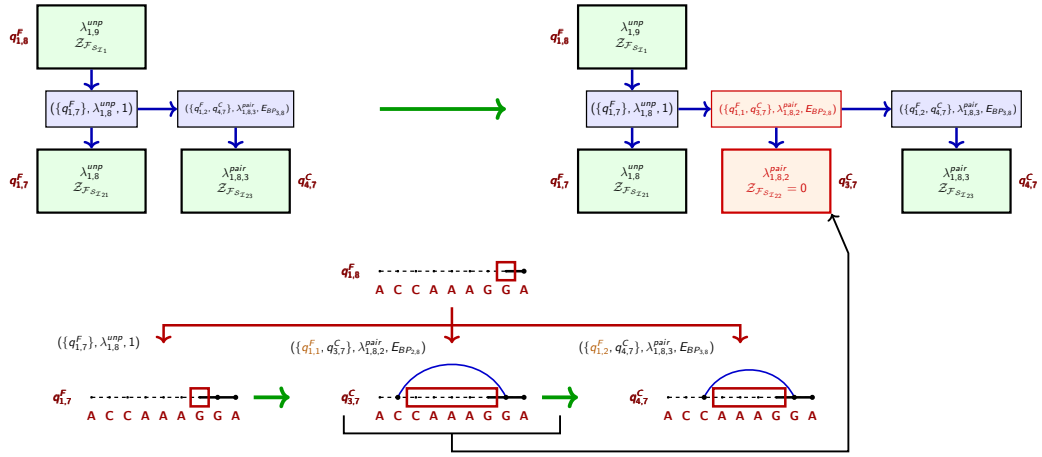 q^F_{1,8}
λ^{unp}_{1,9}
Z_{F_{S_{I_1}}}
({q^F_{1,7}}, λ^{unp}_{1,8}, 1)
({q^F_{1,2}, q^C_{4,7}}, λ^{pair}_{1,8,3}, E_{BP_{3,8}})
q^F_{1,7}
λ^{unp}_{1,8}
Z_{F_{S_{I_{21}}}}
λ^{pair}_{1,8,3}
Z_{F_{S_{I_{23}}}}
q^C_{4,7}
q^F_{1,8}
λ^{unp}_{1,9}
Z_{F_{S_{I_1}}}
({q^F_{1,7}}, λ^{unp}_{1,8}, 1)
({q^F_{1,1}, q^C_{3,7}}, λ^{pair}_{1,8,2}, E_{BP_{2,8}})
({q^F_{1,2}, q^C_{4,7}}, λ^{pair}_{1,8,3}, E_{BP_{3,8}})
q^F_{1,7}
λ^{unp}_{1,8}
Z_{F_{S_{I_{21}}}}
λ^{pair}_{1,8,2}
Z_{F_{S_{I_{22}}}} = 0
q^C_{3,7}
λ^{pair}_{1,8,3}
Z_{F_{S_{I_{23}}}}
q^C_{4,7}
q^F_{1,8}
A C C A A A G G A
({q^F_{1,7}}, λ^{unp}_{1,8}, 1)
({q^F_{1,1}, q^C_{3,7}}, λ^{pair}_{1,8,2}, E_{BP_{2,8}})
({q^F_{1,2}, q^C_{4,7}}, λ^{pair}_{1,8,3}, E_{BP_{3,8}})
q^F_{1,7}
A C C A A A G G A
q^C_{3,7}
A C C A A A G G A
q^C_{4,7}
A C C A A A G G A